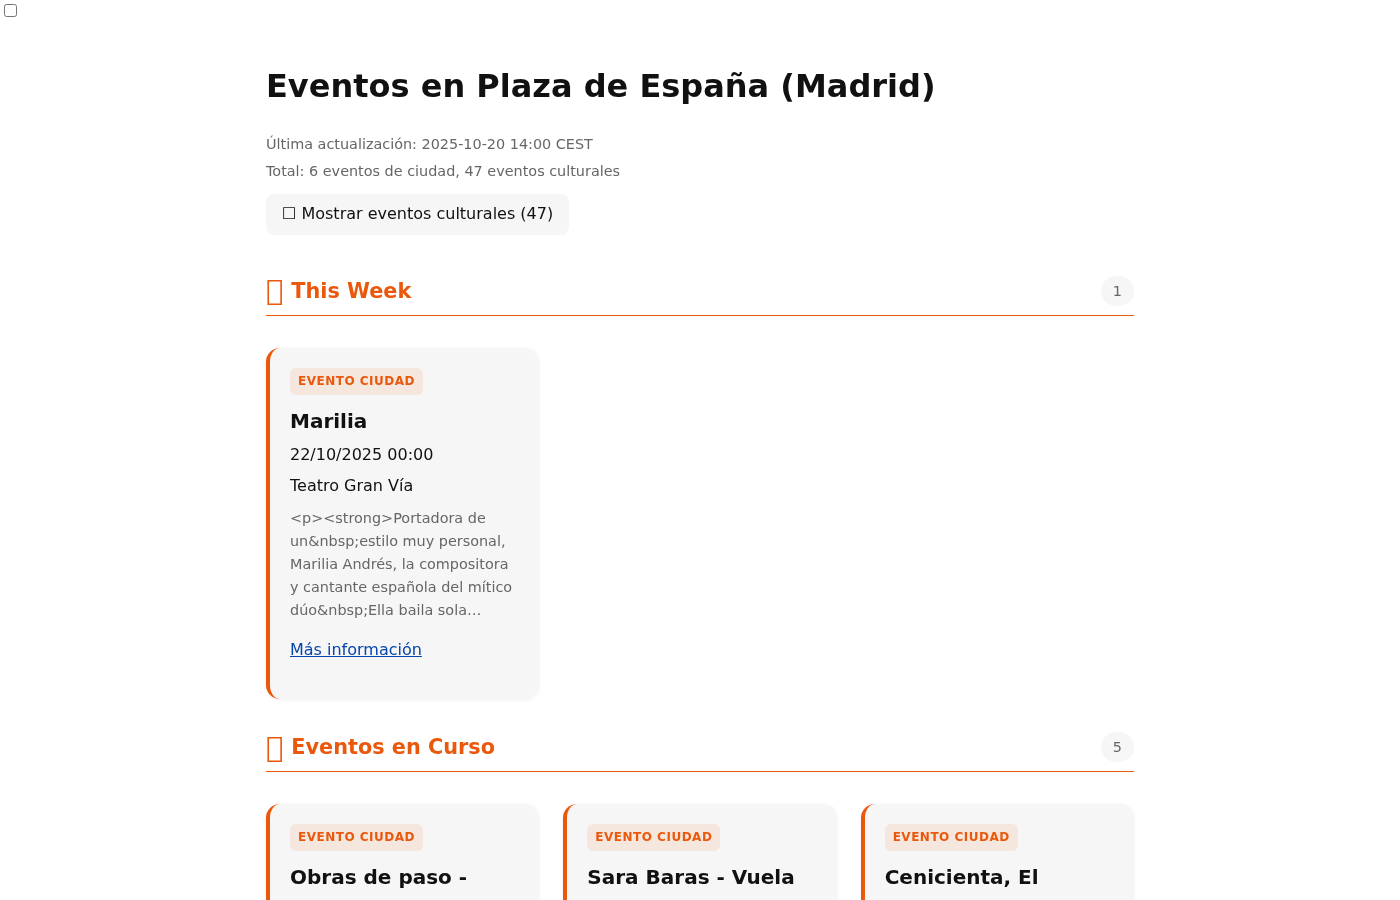 Eventos en Plaza de España (Madrid)
Última actualización: 2025-10-20 14:00 CEST
Total: 6 eventos de ciudad, 47 eventos culturales
☐ Mostrar eventos culturales (47)
This Week
1
EVENTO CIUDAD
Marilia
22/10/2025 00:00
Teatro Gran Vía
<p><strong>Portadora de
un&nbsp;estilo muy personal,
Marilia Andrés, la compositora
y cantante española del mítico
dúo&nbsp;Ella baila sola…
Más información
Eventos en Curso
5
EVENTO CIUDAD
Obras de paso -
EVENTO CIUDAD
Sara Baras - Vuela
EVENTO CIUDAD
Cenicienta, El